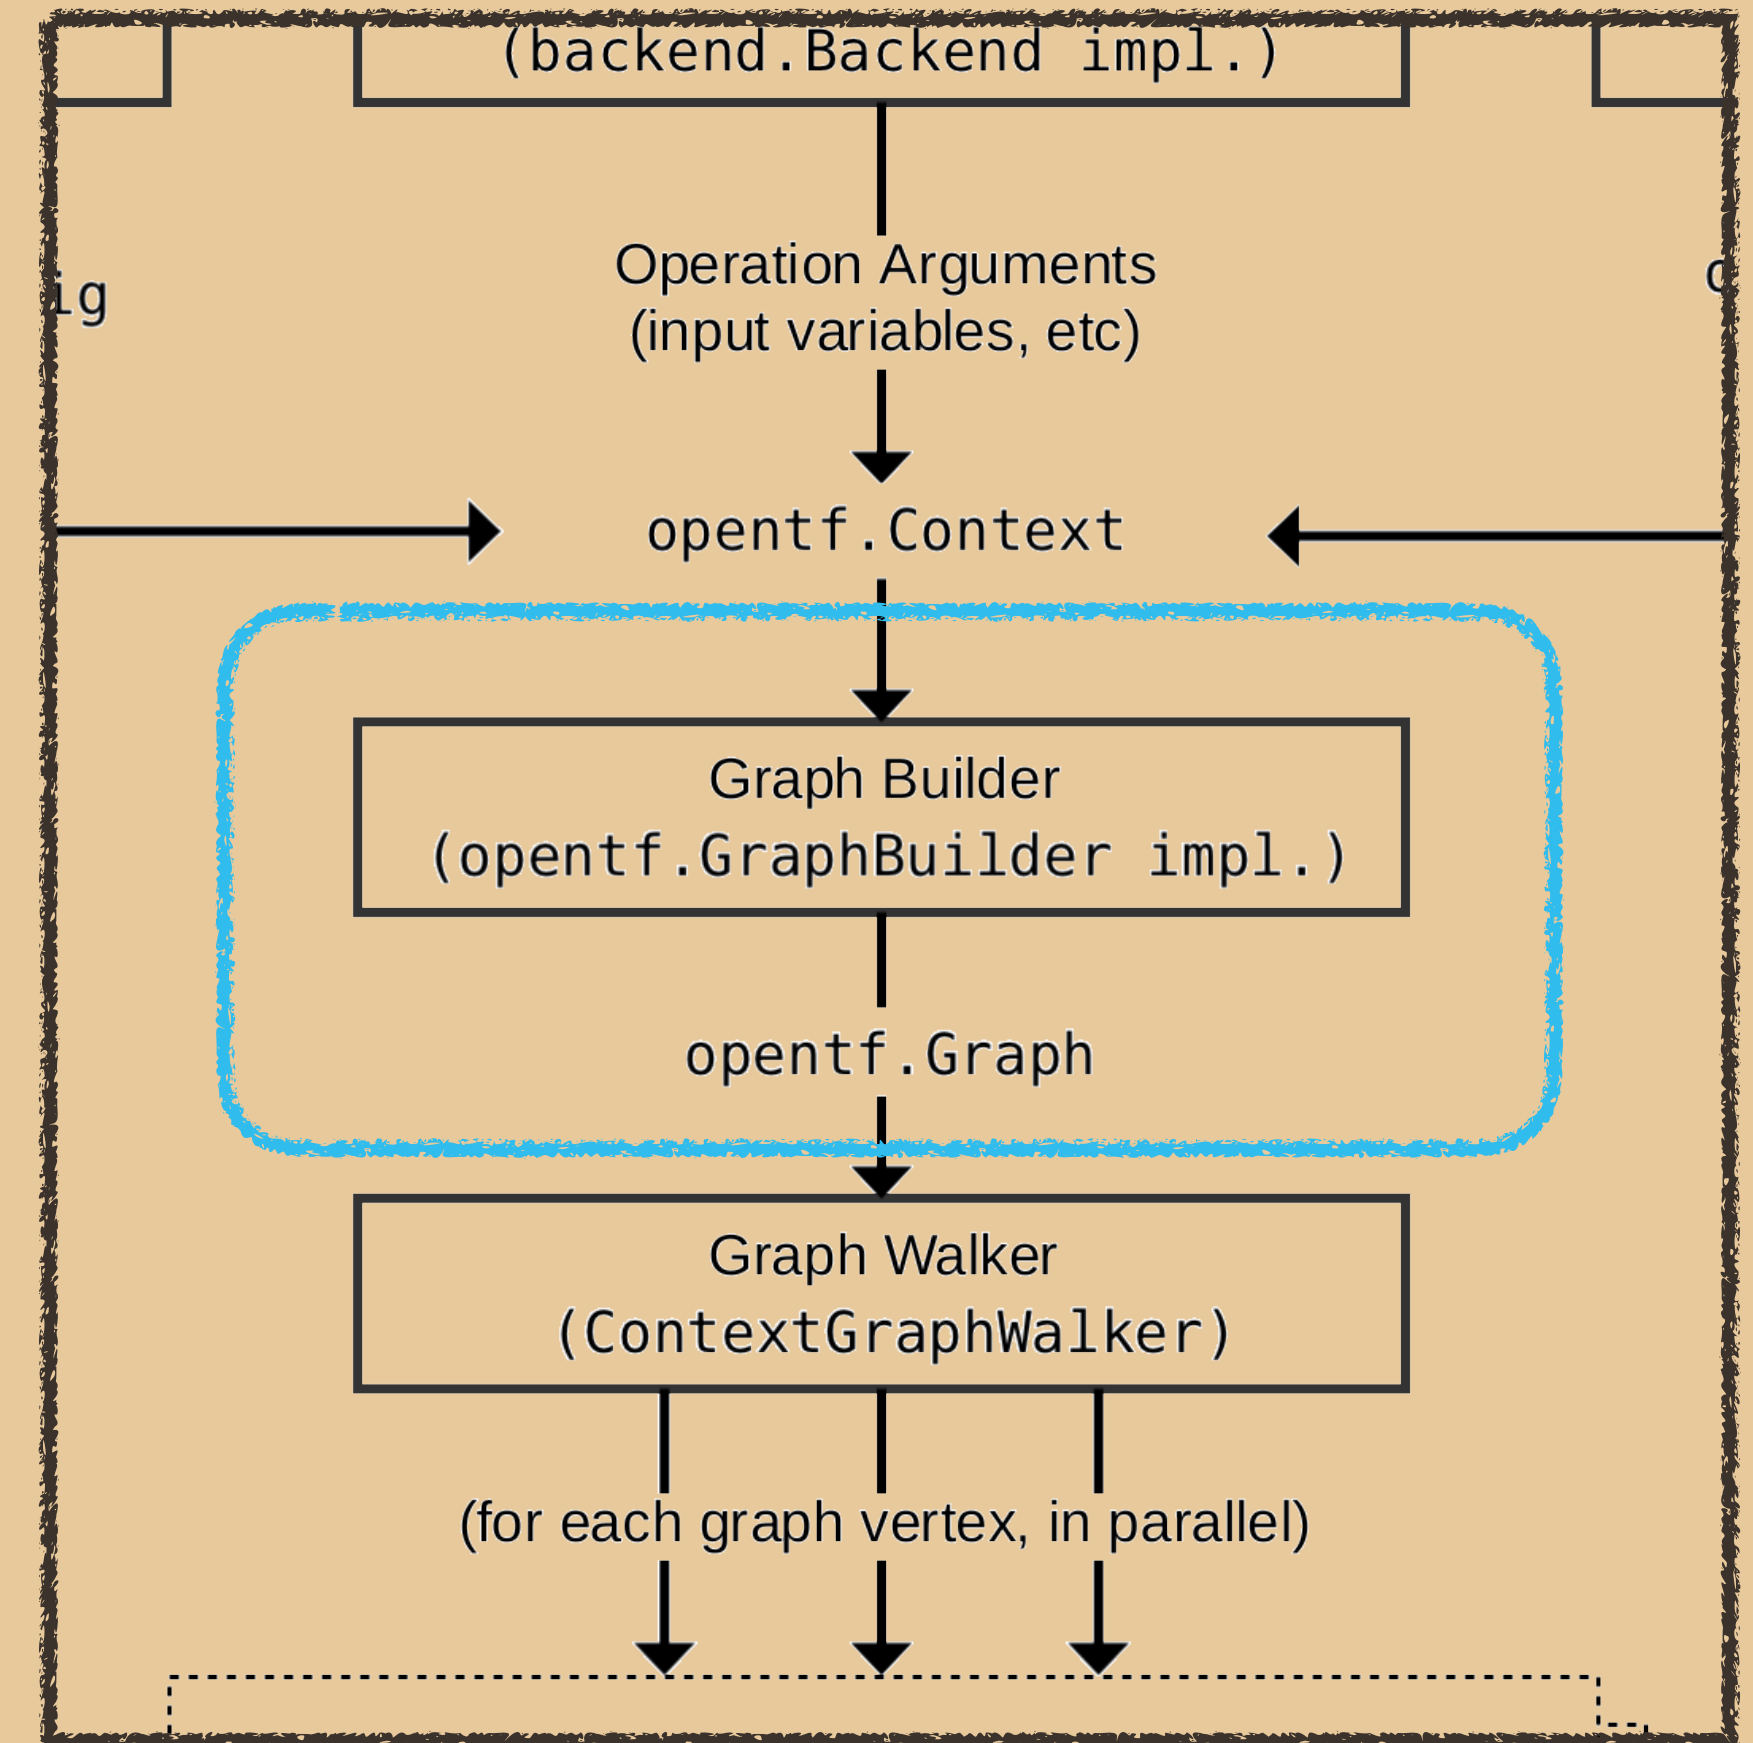 (backend.Backend impl.)
Operation Arguments
(input variables, etc)
ig
opentf.Context
Graph Builder
(opentf.GraphBuilder impl.)
opentf.Graph
Graph Walker
(ContextGraphWalker)
(for each graph vertex, in parallel)